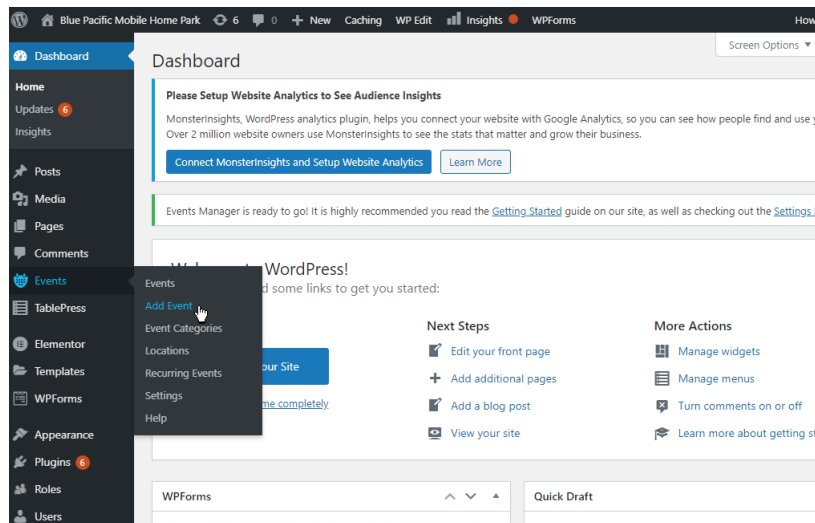 Blue Pacific Mobile Home Park 6 0 + New Caching WP Edit Insights WPForms How
Screen Options ▼
Dashboard
Home
Updates 6
Insights
Posts
Media
Pages
Comments
Events
TablePress
Elementor
Templates
WPForms
Appearance
Plugins 6
Roles
Users
Events
Add Event
Event Categories
Locations
Recurring Events
Settings
Help
Dashboard
Please Setup Website Analytics to See Audience Insights
MonsterInsights, WordPress analytics plugin, helps you connect your website with Google Analytics, so you can see how people find and use y
Over 2 million website owners use MonsterInsights to see the stats that matter and grow their business.
Connect MonsterInsights and Setup Website Analytics Learn More
Events Manager is ready to go! It is highly recommended you read the Getting Started guide on our site, as well as checking out the Settings
to WordPress!
d some links to get you started:
our Site
me completely
Next Steps
Edit your front page
Add additional pages
Add a blog post
View your site
More Actions
Manage widgets
Manage menus
Turn comments on or off
Learn more about getting st
WPForms
Quick Draft